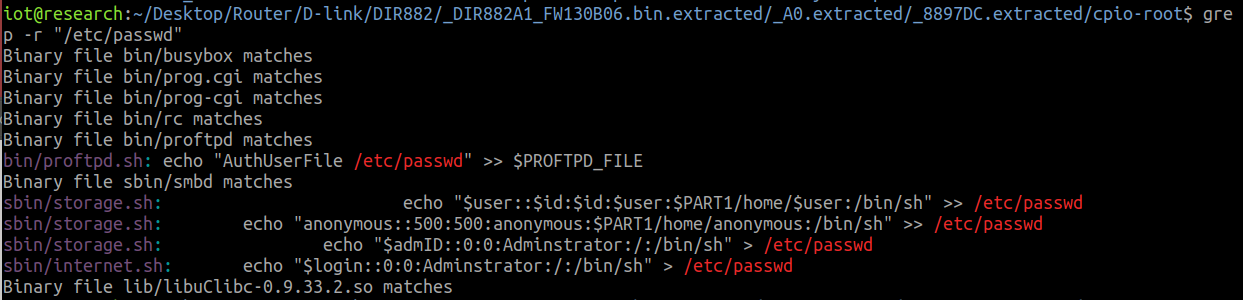 iot@research:~/Desktop/Router/D-link/DIR882/_DIR882A1_FW130B06.bin.extracted/_A0.extracted/_8897DC.extracted/cpio-root$ gre
p -r "/etc/passwd"
Binary file bin/busybox matches
Binary file bin/prog.cgi matches
Binary file bin/prog-cgi matches
Binary file bin/rc matches
Binary file bin/proftpd matches
bin/proftpd.sh: echo "AuthUserFile /etc/passwd" >> $PROFTPD_FILE
Binary file sbin/smbd matches
sbin/storage.sh:                        echo "$user::$id:$id:$user:$PART1/home/$user:/bin/sh" >> /etc/passwd
sbin/storage.sh:        echo "anonymous::500:500:anonymous:$PART1/home/anonymous:/bin/sh" >> /etc/passwd
sbin/storage.sh:                echo "$admID::0:0:Adminstrator:/:/bin/sh" > /etc/passwd
sbin/internet.sh:       echo "$login::0:0:Adminstrator:/:/bin/sh" > /etc/passwd
Binary file lib/libuClibc-0.9.33.2.so matches